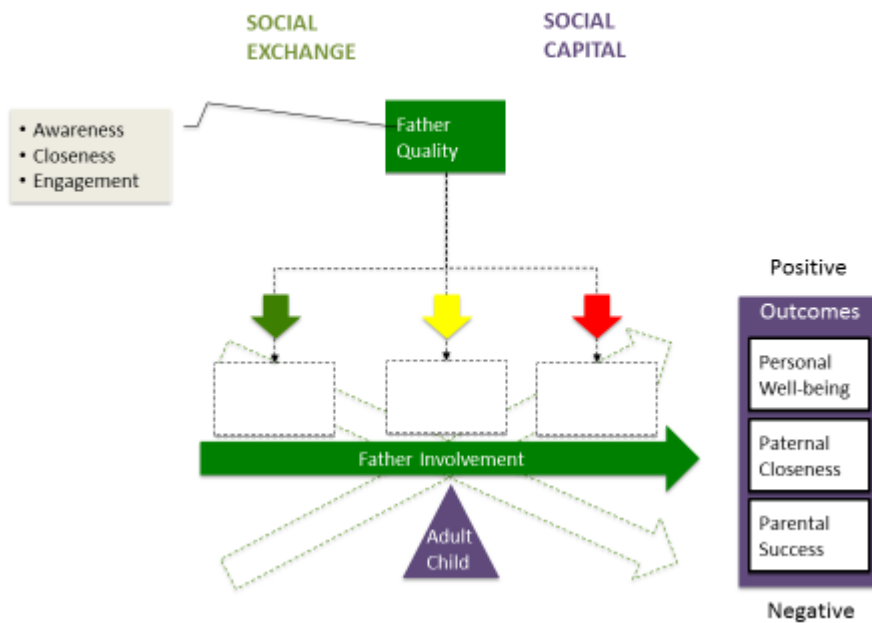 SOCIAL
EXCHANGE
SOCIAL
CAPITAL
• Awareness
• Closeness
• Engagement
Father
Quality
Positive
Outcomes
Personal
Well-being
Paternal
Closeness
Parental
Success
Father Involvement
Adult
Child
Negative